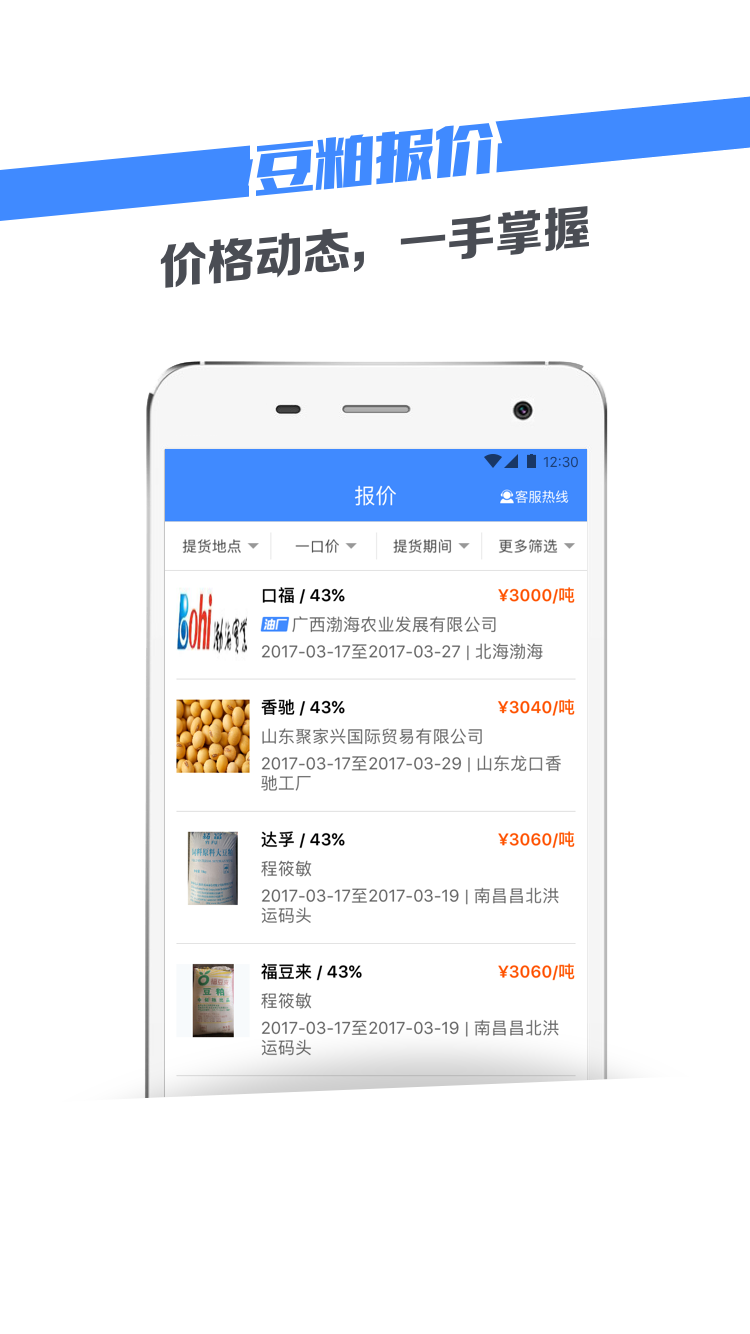 豆粕报价
价格动态，一手掌握
12:30
报价
客服热线
提货地点 一口价 提货期间 更多筛选
Bohi 渤海实业
口福 / 43% ¥3000/吨
油厂 广西渤海农业发展有限公司
2017-03-17至2017-03-27 | 北海渤海
香驰 / 43% ¥3040/吨
山东聚家兴国际贸易有限公司
2017-03-17至2017-03-29 | 山东龙口香
驰工厂
达孚 / 43% ¥3060/吨
程筱敏
2017-03-17至2017-03-19 | 南昌昌北洪
运码头
福豆来 / 43% ¥3060/吨
豆粕
程筱敏
2017-03-17至2017-03-19 | 南昌昌北洪
运码头